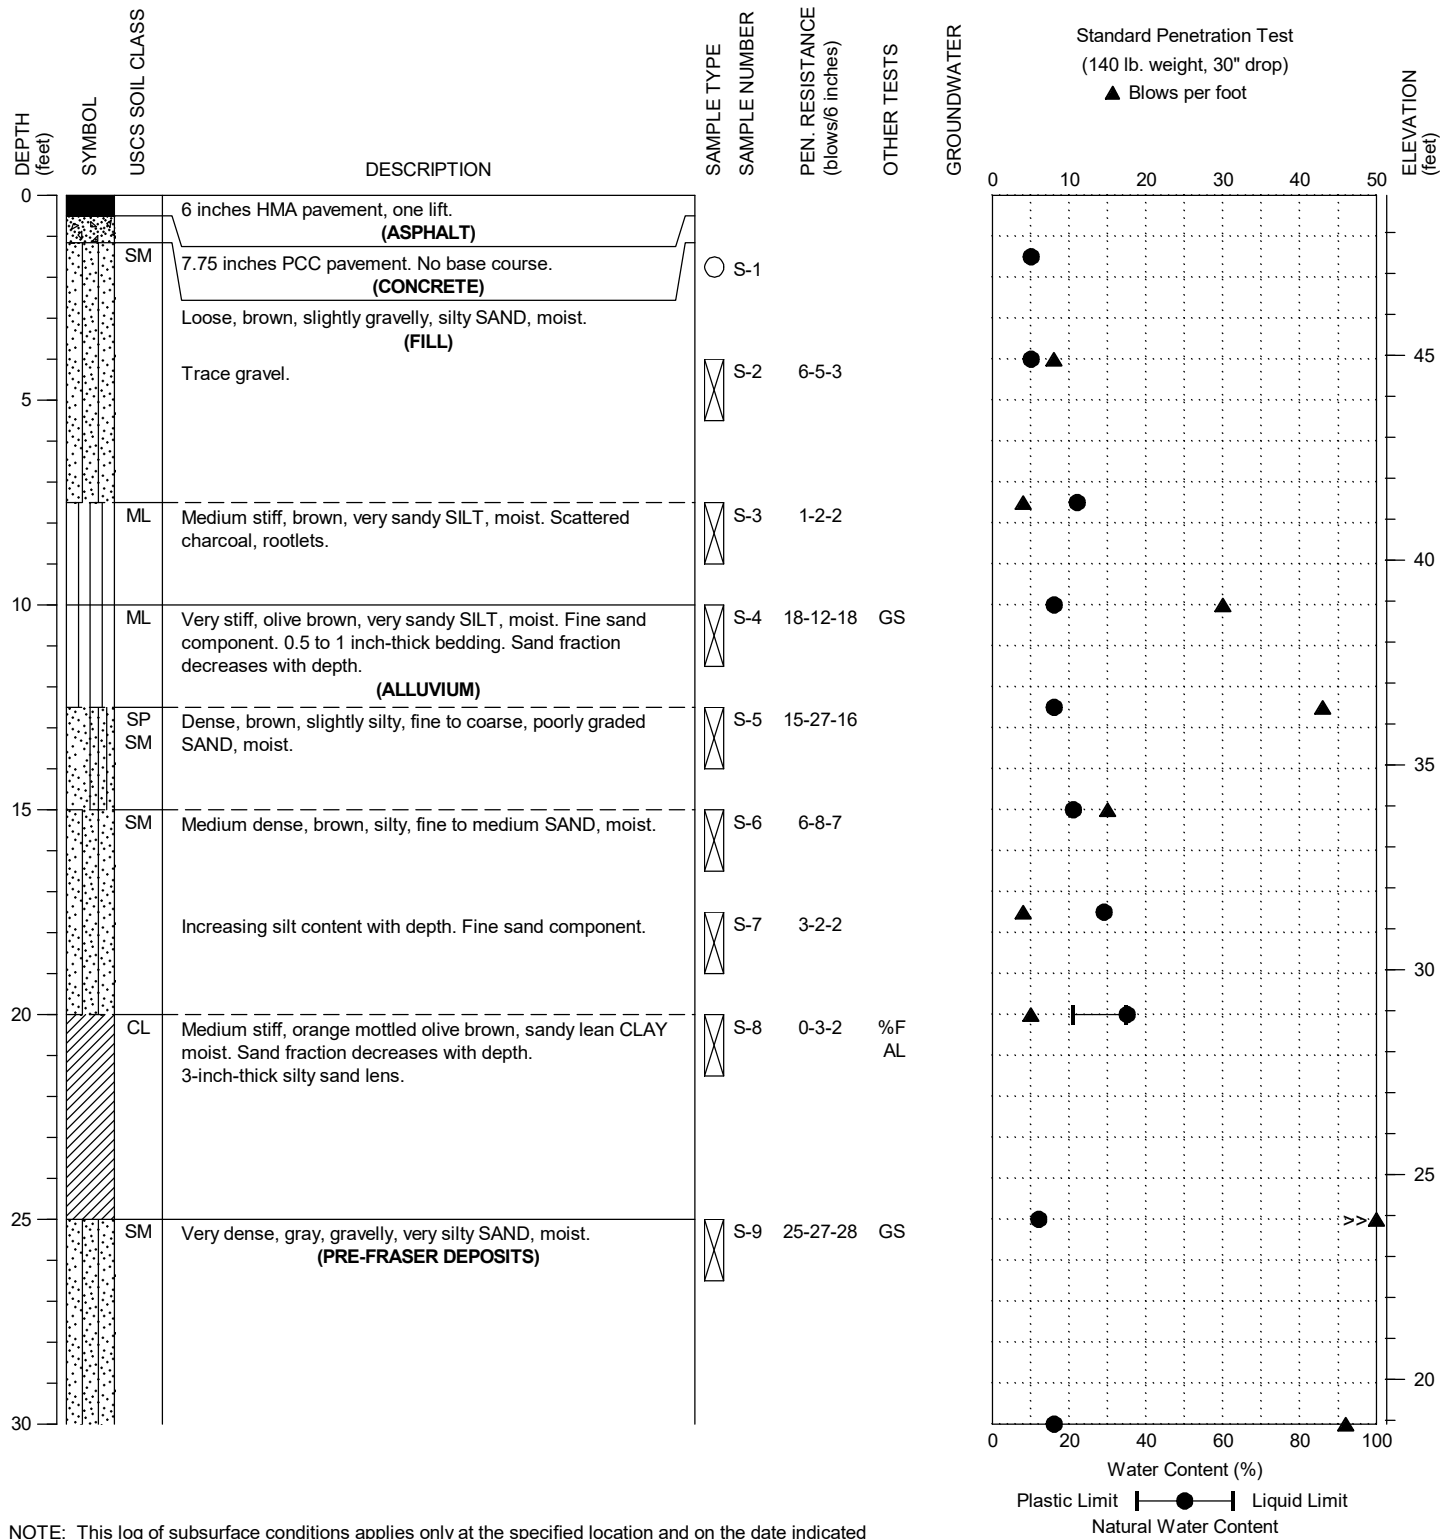 DEPTH
(feet)
SYMBOL
USCS SOIL CLASS
DESCRIPTION
SAMPLE TYPE
SAMPLE NUMBER
PEN. RESISTANCE
(blows/6 inches)
OTHER TESTS
GROUNDWATER
Standard Penetration Test
(140 lb. weight, 30" drop)
▲ Blows per foot
ELEVATION
(feet)
0 10 20 30 40 50
0
6 inches HMA pavement, one lift.
(ASPHALT)
SM 7.75 inches PCC pavement. No base course. S-1
(CONCRETE)
Loose, brown, slightly gravelly, silty SAND, moist.
(FILL)
45
Trace gravel. S-2 6-5-3
5
ML Medium stiff, brown, very sandy SILT, moist. Scattered S-3 1-2-2
charcoal, rootlets.
40
10
ML Very stiff, olive brown, very sandy SILT, moist. Fine sand S-4 18-12-18 GS
component. 0.5 to 1 inch-thick bedding. Sand fraction
decreases with depth.
(ALLUVIUM)
SP Dense, brown, slightly silty, fine to coarse, poorly graded S-5 15-27-16
SM SAND, moist.
35
15
SM Medium dense, brown, silty, fine to medium SAND, moist. S-6 6-8-7
Increasing silt content with depth. Fine sand component. S-7 3-2-2
30
20
CL Medium stiff, orange mottled olive brown, sandy lean CLAY S-8 0-3-2 %F
moist. Sand fraction decreases with depth. AL
3-inch-thick silty sand lens.
25
25
>>
SM Very dense, gray, gravelly, very silty SAND, moist. S-9 25-27-28 GS
(PRE-FRASER DEPOSITS)
20
30
0 20 40 60 80 100
Water Content (%)
Plastic Limit Liquid Limit
Natural Water Content
NOTE: This log of subsurface conditions applies only at the specified location and on the date indicated